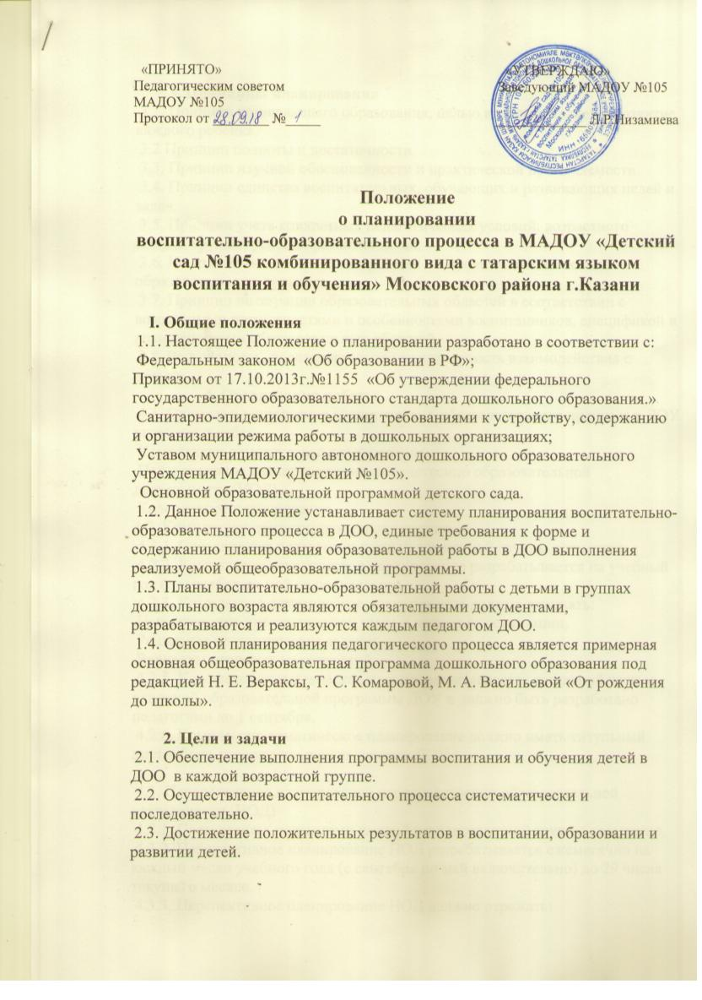 «ПРИНЯТО»
Педагогическим советом
МАДОУ №105
Протокол от 28.09.18 № 1
«УТВЕРЖДАЮ»
Заведующий МАДОУ №105
Л.Р.Низамиева
Положение
о планировании
воспитательно-образовательного процесса в МАДОУ «Детский
сад №105 комбинированного вида с татарским языком
воспитания и обучения» Московского района г.Казани
I. Общие положения
1.1. Настоящее Положение о планировании разработано в соответствии с:
Федеральным законом «Об образовании в РФ»;
Приказом от 17.10.2013г.№1155 «Об утверждении федерального
государственного образовательного стандарта дошкольного образования.»
Санитарно-эпидемиологическими требованиями к устройству, содержанию
и организации режима работы в дошкольных организациях;
Уставом муниципального автономного дошкольного образовательного
учреждения МАДОУ «Детский №105».
Основной образовательной программой детского сада.
1.2. Данное Положение устанавливает систему планирования воспитательно-
образовательного процесса в ДОО, единые требования к форме и
содержанию планирования образовательной работы в ДОО выполнения
реализуемой общеобразовательной программы.
1.3. Планы воспитательно-образовательной работы с детьми в группах
дошкольного возраста являются обязательными документами,
разрабатываются и реализуются каждым педагогом ДОО.
1.4. Основой планирования педагогического процесса является примерная
основная общеобразовательная программа дошкольного образования под
редакцией Н. Е. Вераксы, Т. С. Комаровой, М. А. Васильевой «От рождения
до школы».
2. Цели и задачи
2.1. Обеспечение выполнения программы воспитания и обучения детей в
ДОО в каждой возрастной группе.
2.2. Осуществление воспитательного процесса систематически и
последовательно.
2.3. Достижение положительных результатов в воспитании, образовании и
развитии детей.